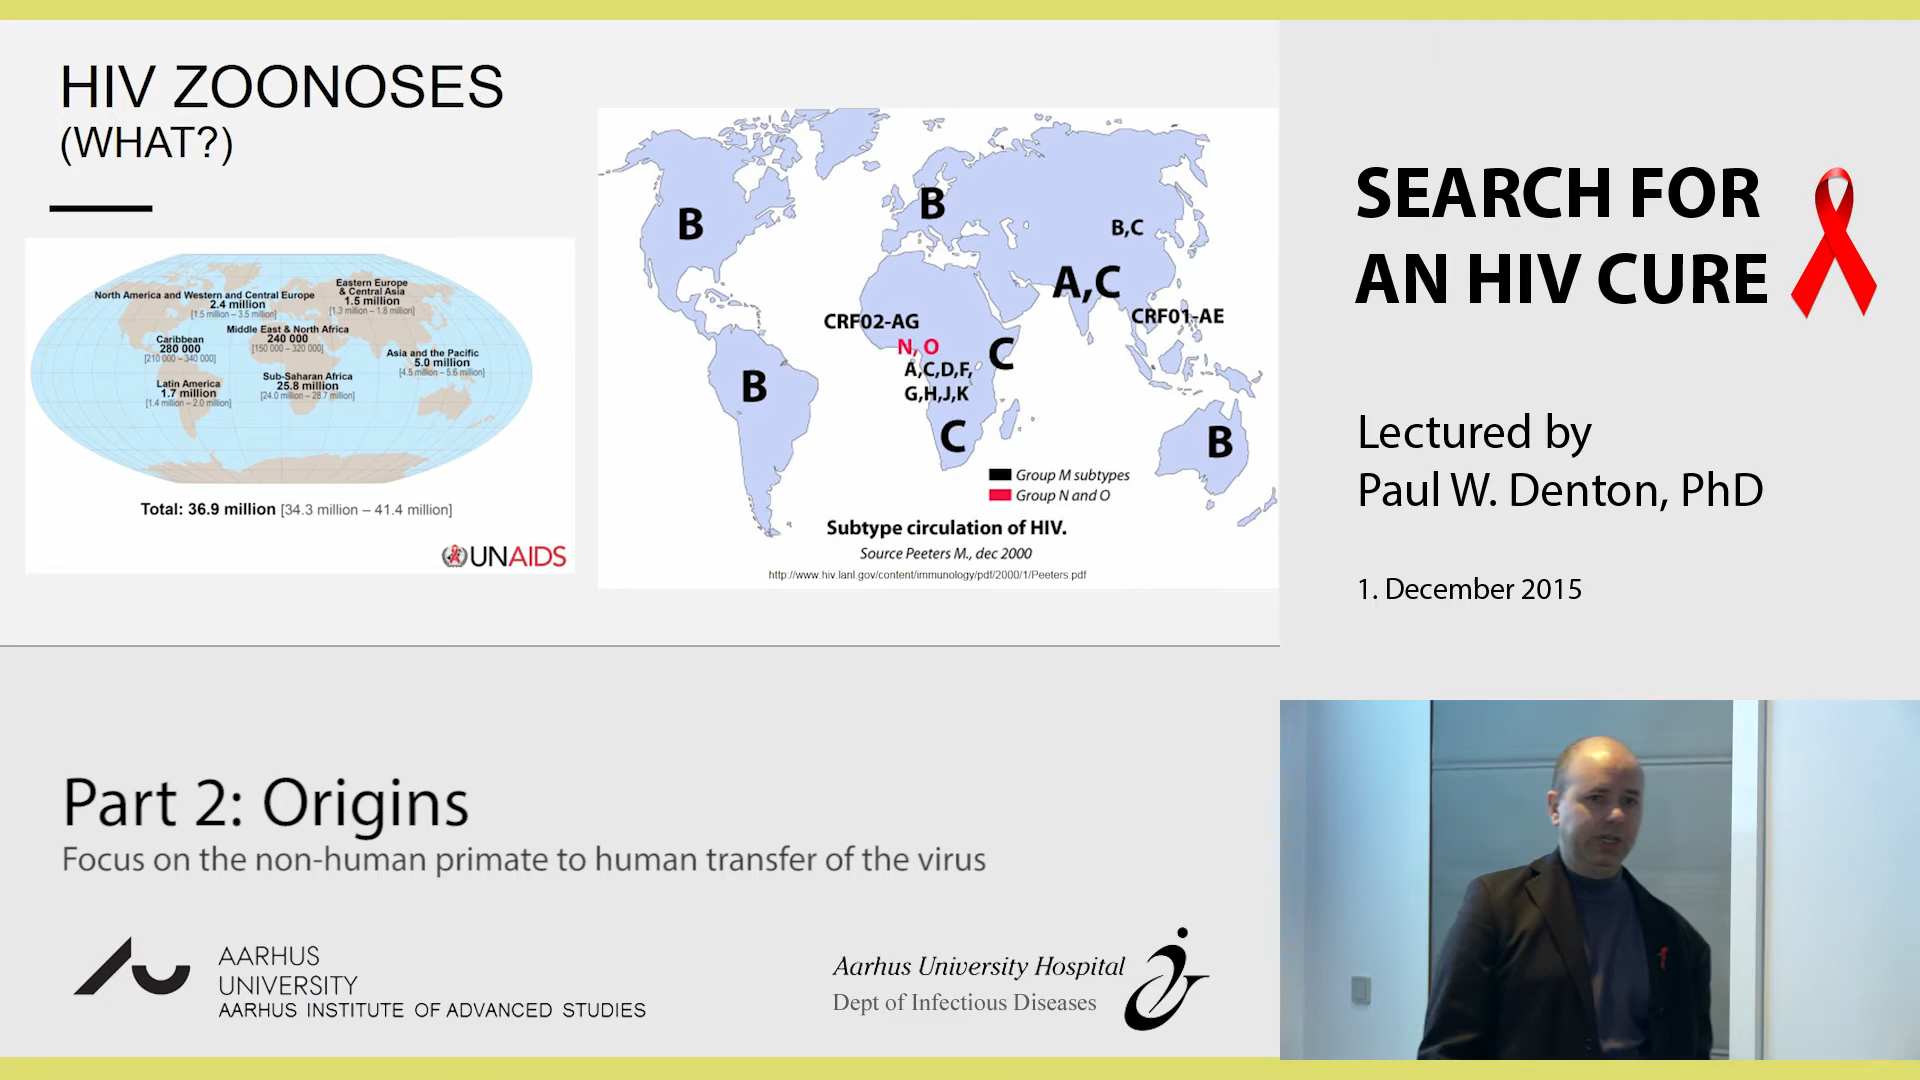 HIV ZOONOSES
(WHAT?)
North America and Western and Central Europe
2.4 million
[1.5 million – 3.5 million]
Eastern Europe
& Central Asia
1.5 million
[1.3 million – 1.8 million]
Middle East & North Africa
240 000
[150 000 – 320 000]
Caribbean
280 000
[210 000 – 340 000]
Asia and the Pacific
5.0 million
[4.5 million – 5.6 million]
Sub-Saharan Africa
25.8 million
[24.0 million – 28.7 million]
Latin America
1.7 million
[1.4 million – 2.0 million]
Total: 36.9 million [34.3 million – 41.4 million]
UNAIDS
B
B
B,C
A,C
CRF02-AG
CRF01-AE
N, O
C
A,C,D,F,
G,H,J,K
B
C
B
Group M subtypes
Group N and O
Subtype circulation of HIV.
Source Peeters M., dec 2000
http://www.hiv.lanl.gov/content/immunology/pdf/2000/1/Peeters.pdf
SEARCH FOR
AN HIV CURE
Lectured by
Paul W. Denton, PhD
1. December 2015
Part 2: Origins
Focus on the non-human primate to human transfer of the virus
AARHUS
UNIVERSITY
AARHUS INSTITUTE OF ADVANCED STUDIES
Aarhus University Hospital
Dept of Infectious Diseases